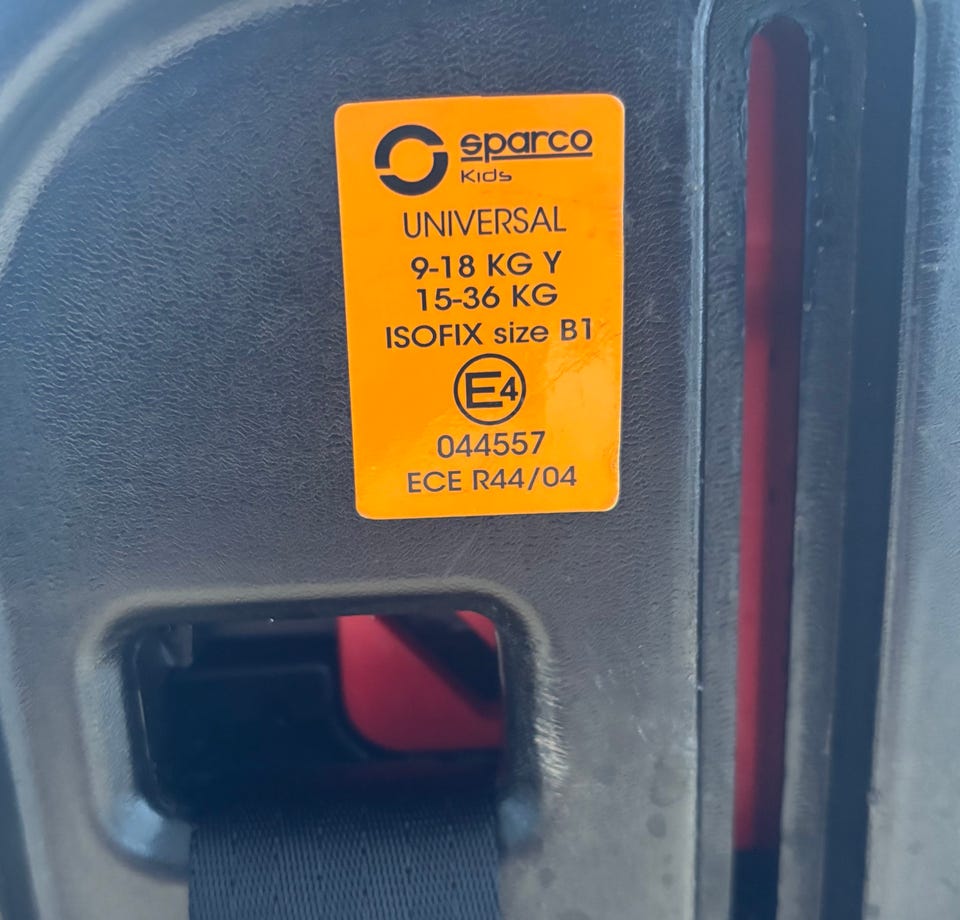 sparco
Kids
UNIVERSAL
9-18 KG Y
15-36 KG
ISOFIX size B1
E4
044557
ECE R44/04